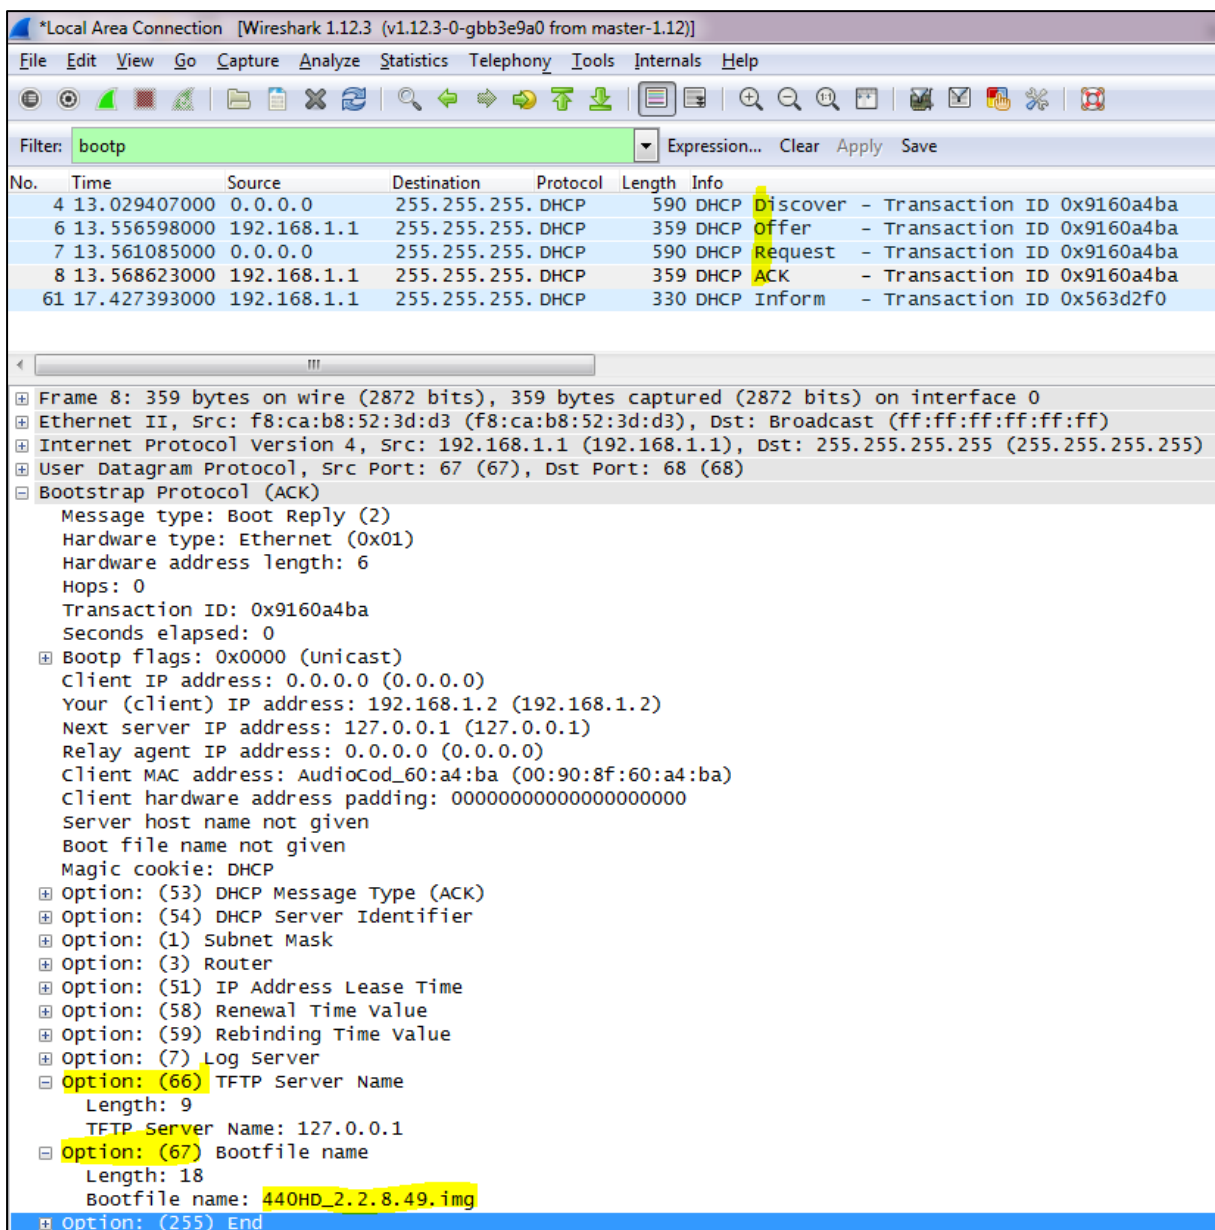 *Local Area Connection [Wireshark 1.12.3 (v1.12.3-0-gbb3e9a0 from master-1.12)]
File Edit View Go Capture Analyze Statistics Telephony Tools Internals Help
Filter: bootp Expression... Clear Apply Save
No. Time Source Destination Protocol Length Info
4 13.029407000 0.0.0.0 255.255.255. DHCP 590 DHCP Discover - Transaction ID 0x9160a4ba
6 13.556598000 192.168.1.1 255.255.255. DHCP 359 DHCP Offer - Transaction ID 0x9160a4ba
7 13.561085000 0.0.0.0 255.255.255. DHCP 590 DHCP Request - Transaction ID 0x9160a4ba
8 13.568623000 192.168.1.1 255.255.255. DHCP 359 DHCP ACK - Transaction ID 0x9160a4ba
61 17.427393000 192.168.1.1 255.255.255. DHCP 330 DHCP Inform - Transaction ID 0x563d2f0
Frame 8: 359 bytes on wire (2872 bits), 359 bytes captured (2872 bits) on interface 0
Ethernet II, Src: f8:ca:b8:52:3d:d3 (f8:ca:b8:52:3d:d3), Dst: Broadcast (ff:ff:ff:ff:ff:ff)
Internet Protocol Version 4, Src: 192.168.1.1 (192.168.1.1), Dst: 255.255.255.255 (255.255.255.255)
User Datagram Protocol, Src Port: 67 (67), Dst Port: 68 (68)
Bootstrap Protocol (ACK)
Message type: Boot Reply (2)
Hardware type: Ethernet (0x01)
Hardware address length: 6
Hops: 0
Transaction ID: 0x9160a4ba
Seconds elapsed: 0
Bootp flags: 0x0000 (Unicast)
Client IP address: 0.0.0.0 (0.0.0.0)
Your (client) IP address: 192.168.1.2 (192.168.1.2)
Next server IP address: 127.0.0.1 (127.0.0.1)
Relay agent IP address: 0.0.0.0 (0.0.0.0)
Client MAC address: AudioCod_60:a4:ba (00:90:8f:60:a4:ba)
Client hardware address padding: 00000000000000000000
Server host name not given
Boot file name not given
Magic cookie: DHCP
Option: (53) DHCP Message Type (ACK)
Option: (54) DHCP Server Identifier
Option: (1) Subnet Mask
Option: (3) Router
Option: (51) IP Address Lease Time
Option: (58) Renewal Time Value
Option: (59) Rebinding Time Value
Option: (7) Log Server
Option: (66) TFTP Server Name
Length: 9
TFTP Server Name: 127.0.0.1
Option: (67) Bootfile name
Length: 18
Bootfile name: 440HD_2.2.8.49.img
Option: (255) End